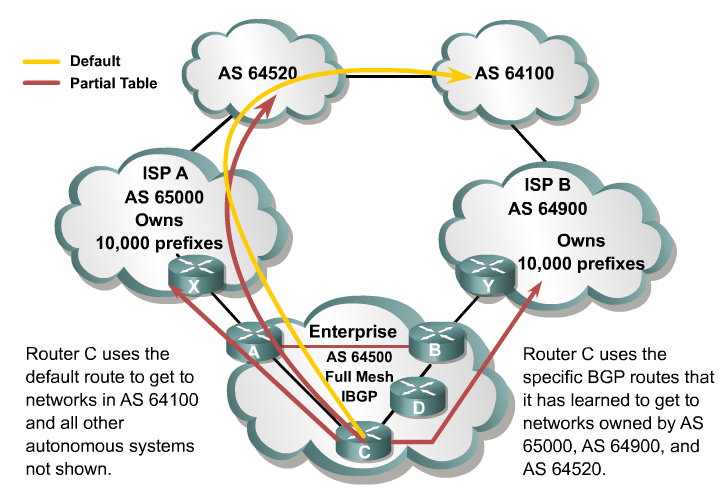 Default
Partial Table
AS 64520
AS 64100
ISP A
AS 65000
Owns
10,000 prefixes
X
ISP B
AS 64900
Owns
10,000 prefixes
Y
Enterprise
AS 64500
Full Mesh
IBGP
A
B
D
C
Router C uses the
default route to get to
networks in AS 64100
and all other
autonomous systems
not shown.
Router C uses the
specific BGP routes that
it has learned to get to
networks owned by AS
65000, AS 64900, and
AS 64520.